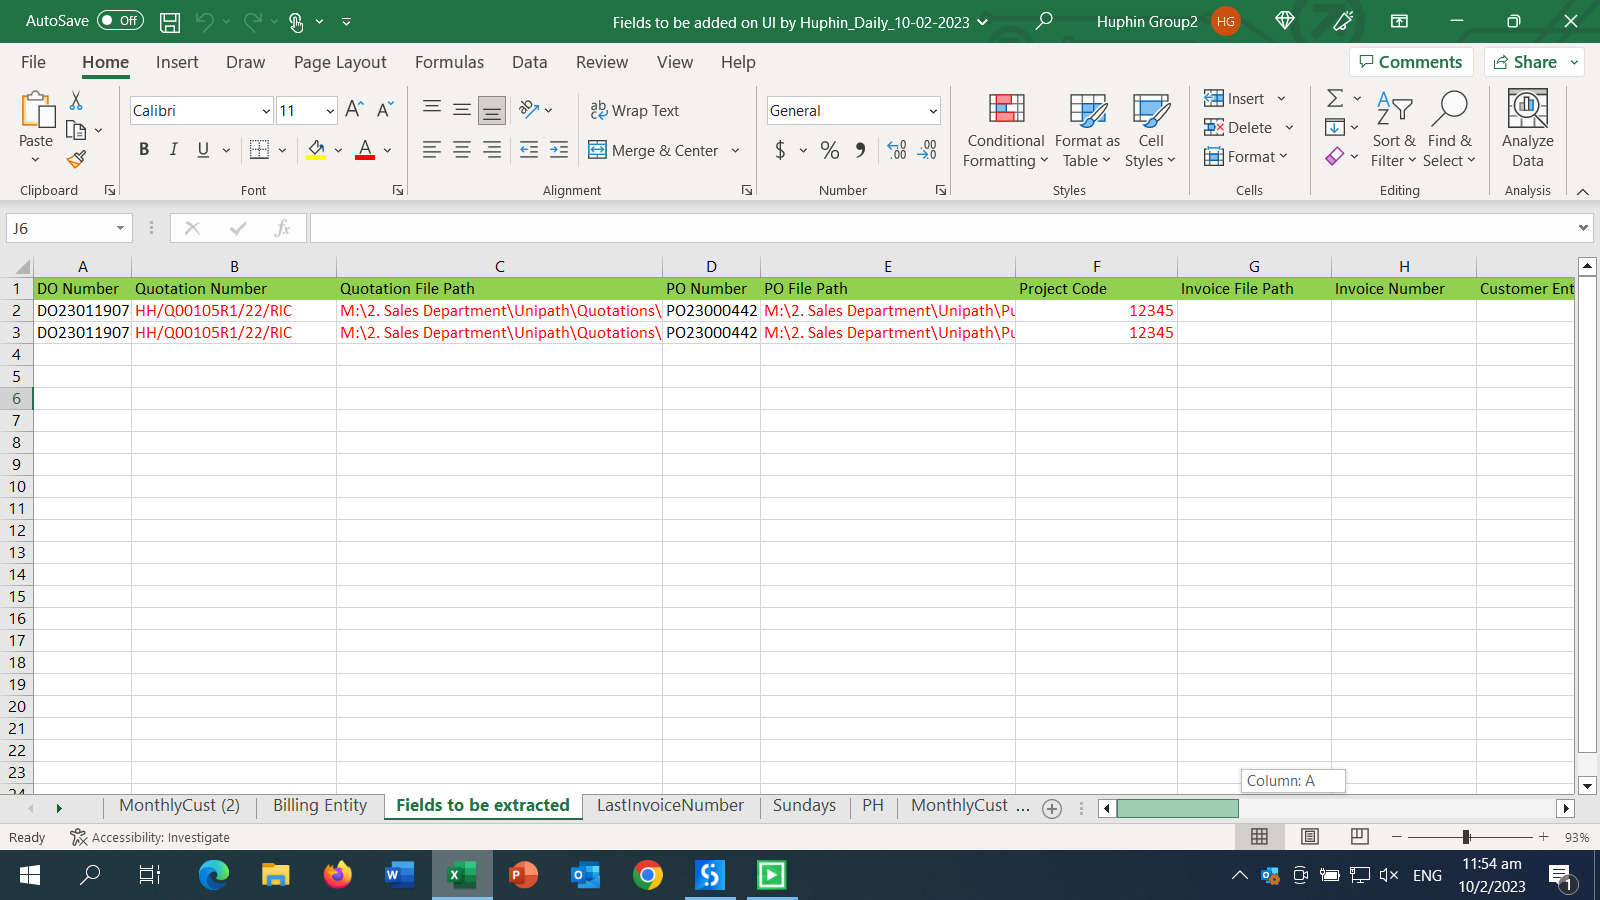 AutoSave Off
Fields to be added on UI by Huphin_Daily_10-02-2023
Huphin Group2 HG
File Home Insert Draw Page Layout Formulas Data Review View Help
Comments Share
Paste
Clipboard
Calibri 11
B I U A
Font
Wrap Text
Merge & Center
Alignment
General
$ % 9
Number
Conditional Formatting
Format as Table
Cell Styles
Styles
Insert
Delete
Format
Cells
Sort & Filter
Find & Select
Editing
Analyze Data
Analysis
J6 fx
A B C D E F G H
1 DO Number Quotation Number Quotation File Path PO Number PO File Path Project Code Invoice File Path Invoice Number Customer Ent
2 DO23011907 HH/Q00105R1/22/RIC M:\2. Sales Department\Unipath\Quotations\ PO23000442 M:\2. Sales Department\Unipath\Pu 12345
3 DO23011907 HH/Q00105R1/22/RIC M:\2. Sales Department\Unipath\Quotations\ PO23000442 M:\2. Sales Department\Unipath\Pu 12345
4
5
6
7
8
9
10
11
12
13
14
15
16
17
18
19
20
21
22
23
24
Column: A
MonthlyCust (2) Billing Entity Fields to be extracted LastInvoiceNumber Sundays PH MonthlyCust ...
Ready Accessibility: Investigate 93%
ENG
11:54 am
10/2/2023
1